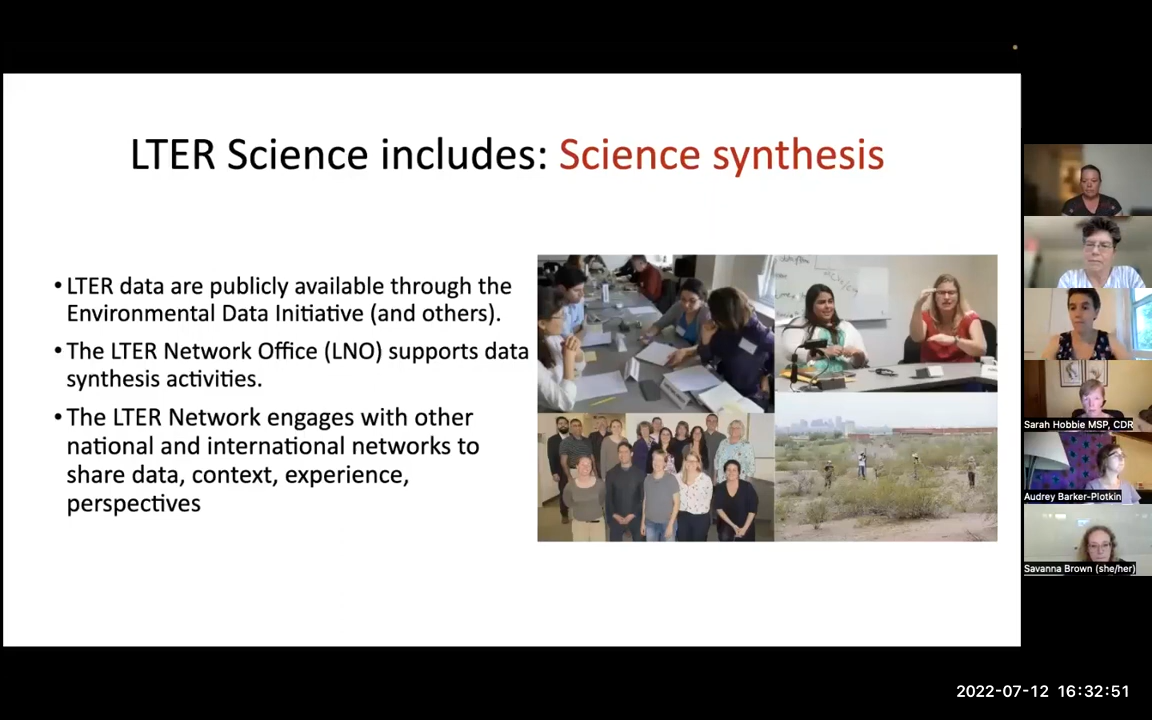 LTER Science includes: Science synthesis
• LTER data are publicly available through the
Environmental Data Initiative (and others).
• The LTER Network Office (LNO) supports data
synthesis activities.
• The LTER Network engages with other
national and international networks to
share data, context, experience,
perspectives
Sarah Hobbie MSP, CDR
Audrey Barker-Plotkin
Savanna Brown (she/her)
2022-07-12 16:32:51